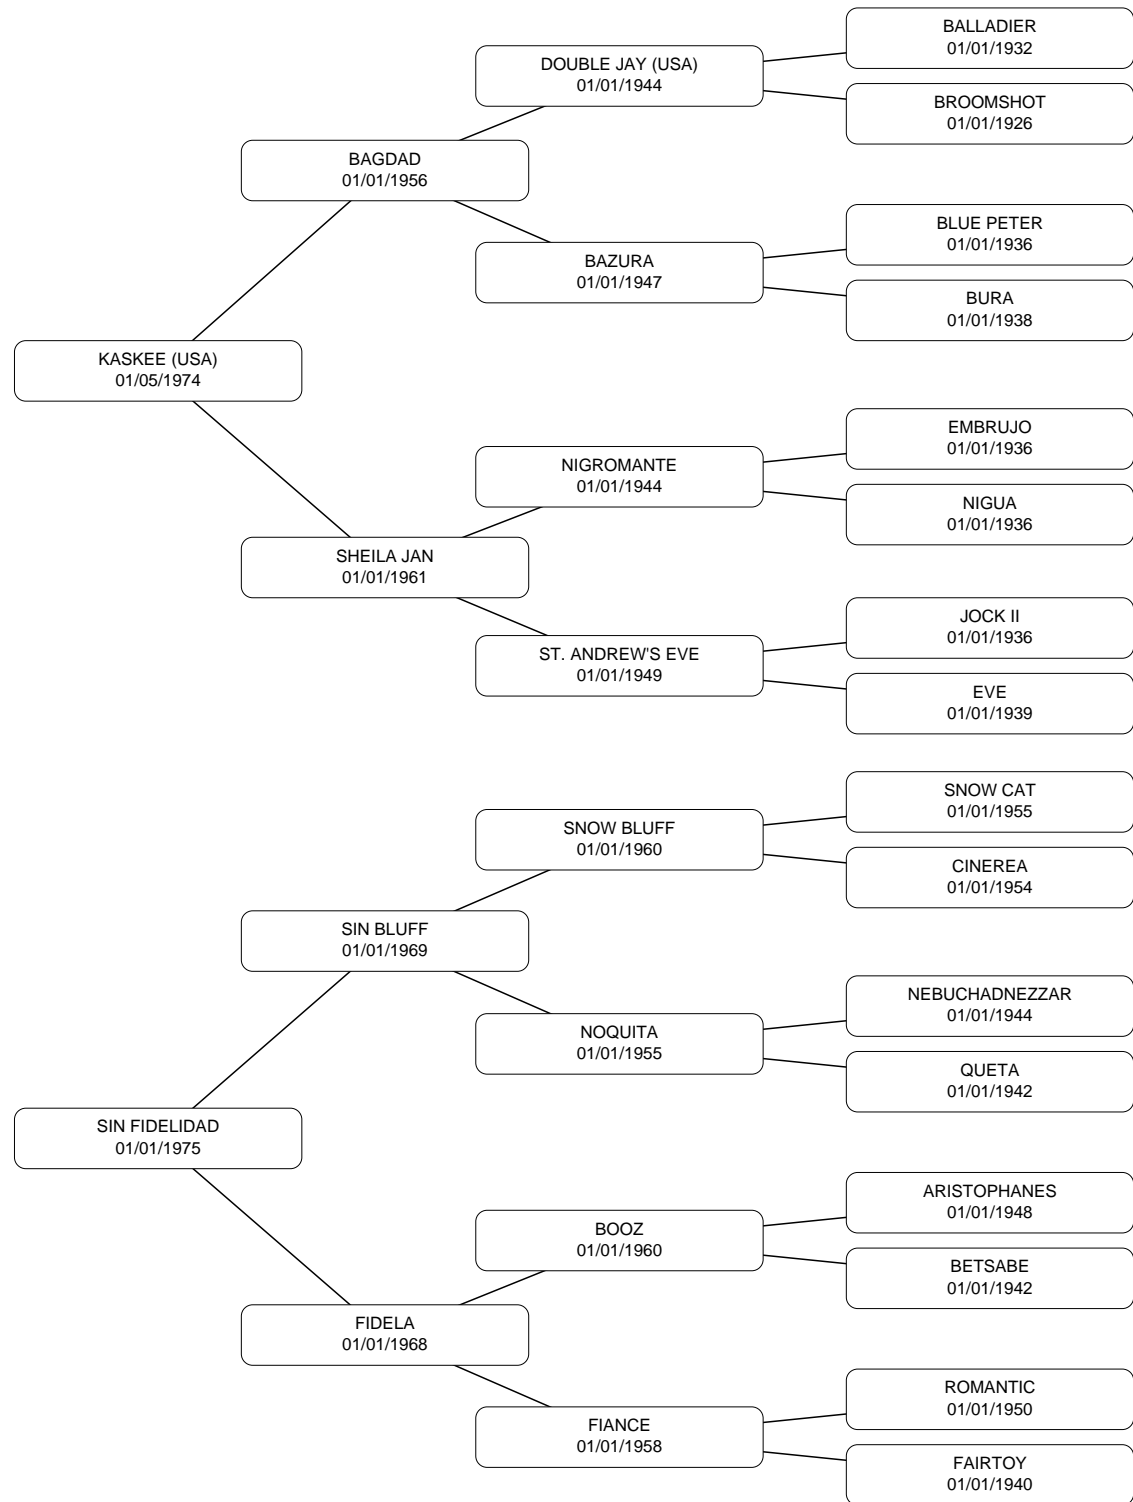 BALLADIER
01/01/1932
DOUBLE JAY (USA)
01/01/1944
BROOMSHOT
01/01/1926
BAGDAD
01/01/1956
BLUE PETER
01/01/1936
BAZURA
01/01/1947
BURA
01/01/1938
KASKEE (USA)
01/05/1974
EMBRUJO
01/01/1936
NIGROMANTE
01/01/1944
NIGUA
01/01/1936
SHEILA JAN
01/01/1961
JOCK II
01/01/1936
ST. ANDREW'S EVE
01/01/1949
EVE
01/01/1939
SNOW CAT
01/01/1955
SNOW BLUFF
01/01/1960
CINEREA
01/01/1954
SIN BLUFF
01/01/1969
NEBUCHADNEZZAR
01/01/1944
NOQUITA
01/01/1955
QUETA
01/01/1942
SIN FIDELIDAD
01/01/1975
ARISTOPHANES
01/01/1948
BOOZ
01/01/1960
BETSABE
01/01/1942
FIDELA
01/01/1968
ROMANTIC
01/01/1950
FIANCE
01/01/1958
FAIRTOY
01/01/1940